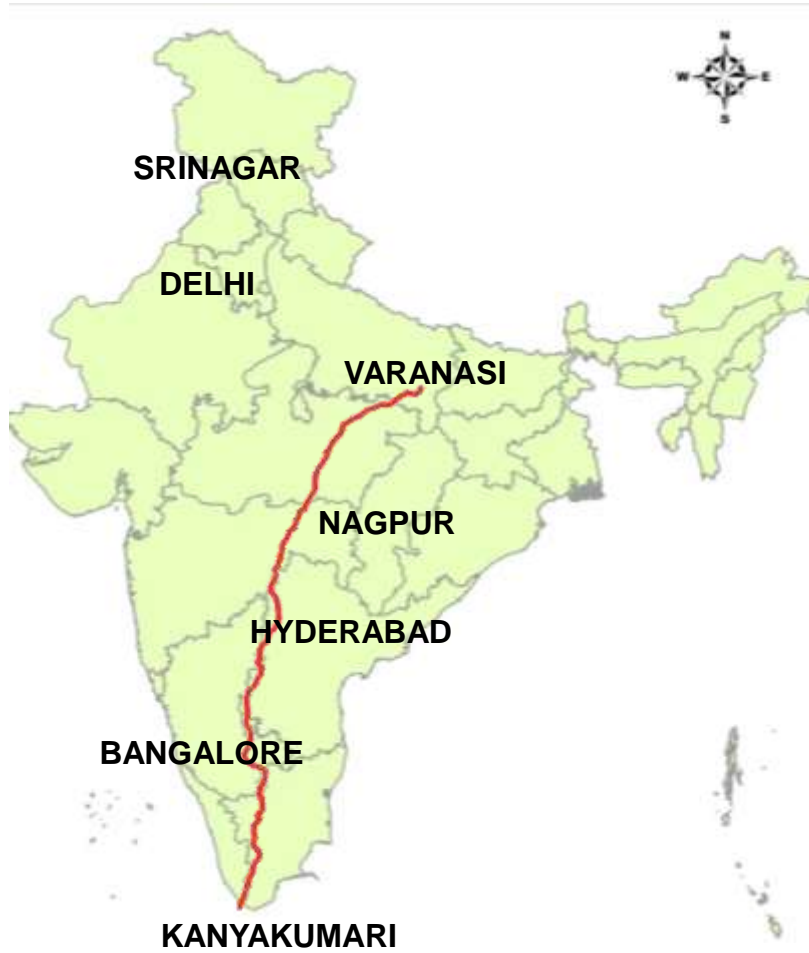 N
W E
S
SRINAGAR
DELHI
VARANASI
NAGPUR
HYDERABAD
BANGALORE
KANYAKUMARI